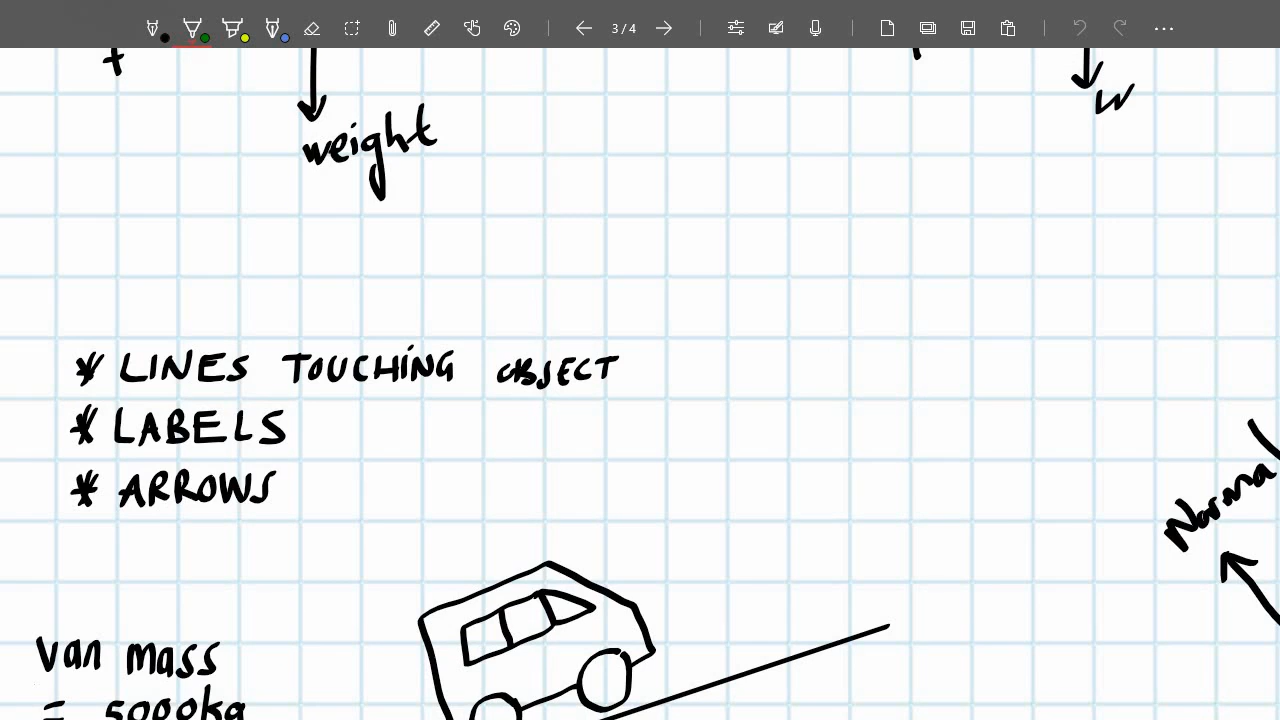 3 / 4
weight
W
* LINES TOUCHING OBJECT
* LABELS
* ARROWS
Normal
Van mass
= 5000kg